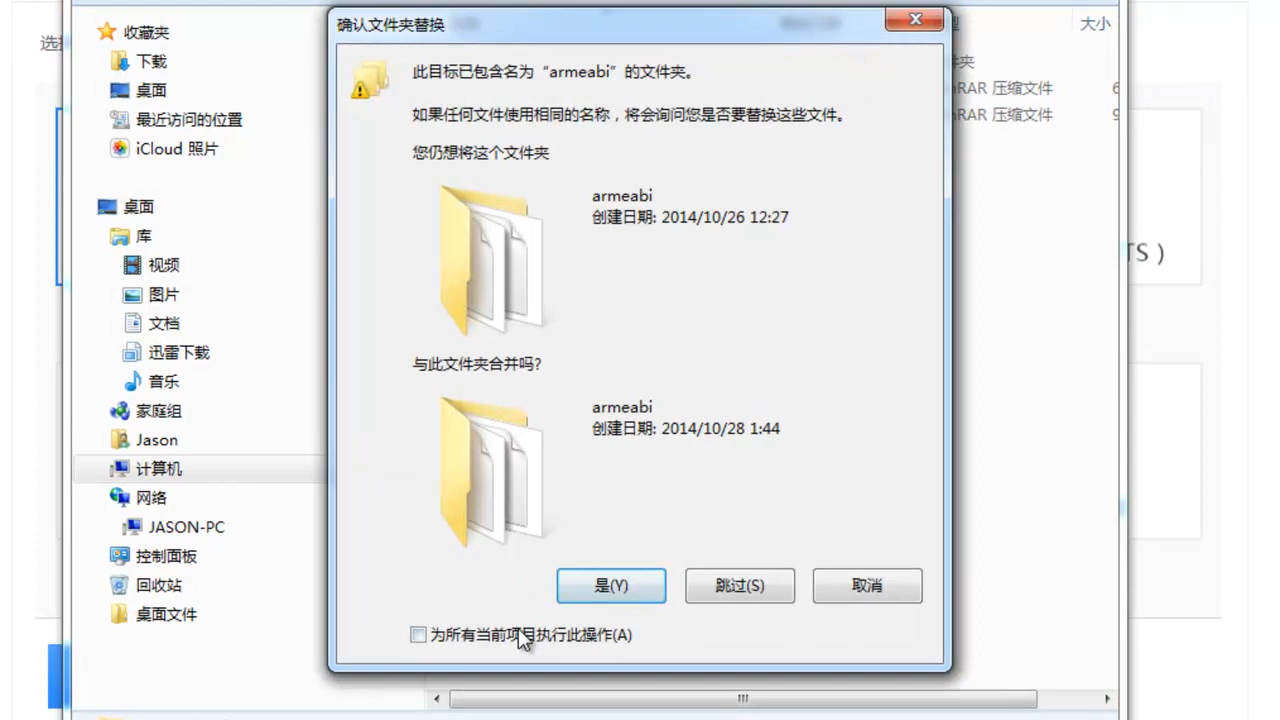 确认文件夹替换
此目标已包含名为“armeabi”的文件夹。
如果任何文件使用相同的名称，将会询问您是否要替换这些文件。
您仍想将这个文件夹
armeabi
创建日期: 2014/10/26 12:27
与此文件夹合并吗?
armeabi
创建日期: 2014/10/28 1:44
是(Y)
跳过(S)
取消
为所有当前项目执行此操作(A)
收藏夹
下载
桌面
最近访问的位置
iCloud 照片
桌面
库
视频
图片
文档
迅雷下载
音乐
家庭组
Jason
计算机
网络
JASON-PC
控制面板
回收站
桌面文件
型
大小
件夹
nRAR 压缩文件
6
nRAR 压缩文件
9
TS )